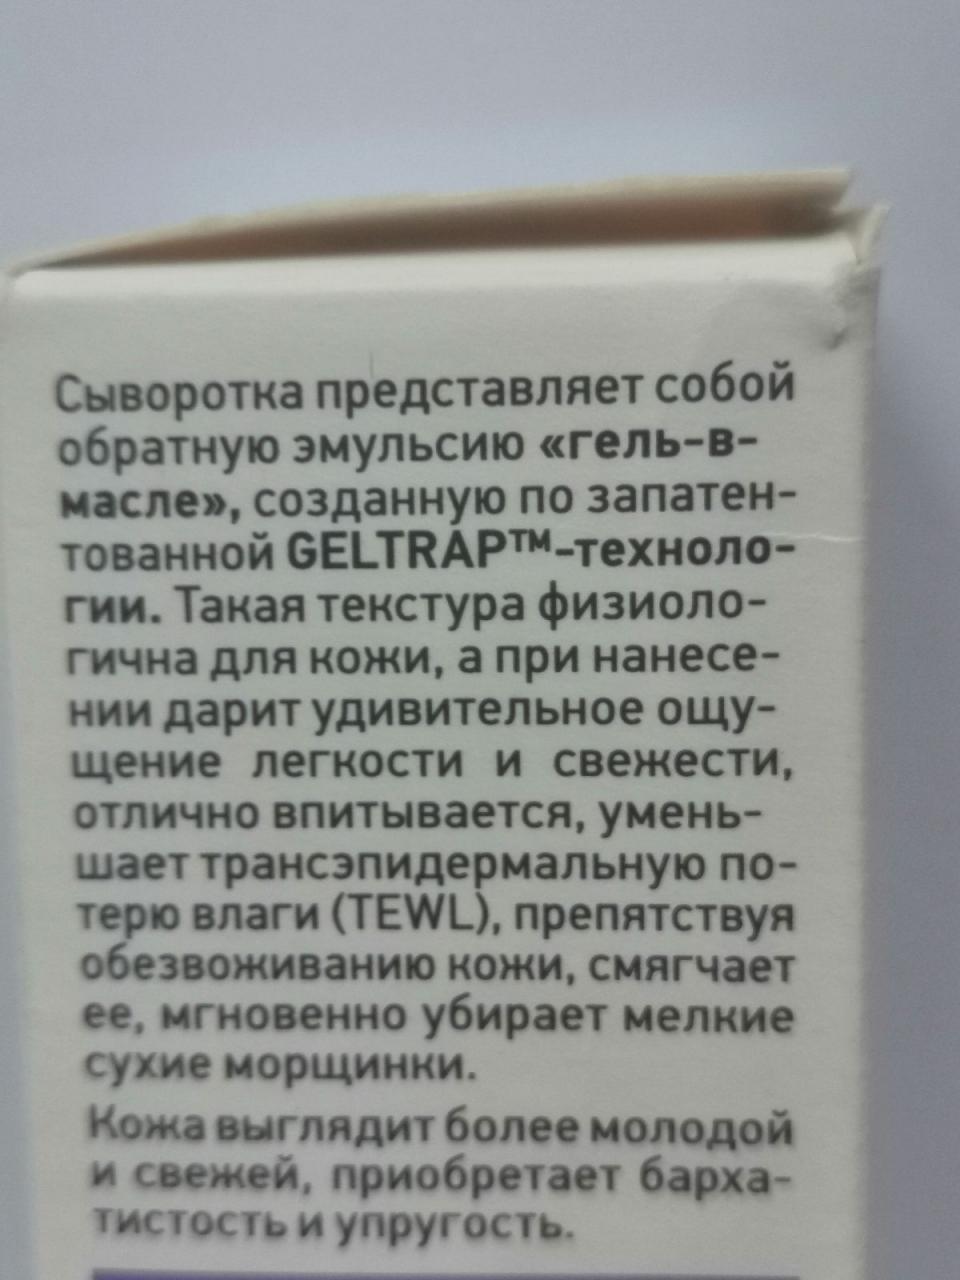 Сыворотка представляет собой
обратную эмульсию «гель-в-
масле», созданную по запатен-
тованной GELTRAP™-техноло-
гии. Такая текстура физиоло-
гична для кожи, а при нанесе-
нии дарит удивительное ощу-
щение легкости и свежести,
отлично впитывается, умень-
шает трансэпидермальную по-
терю влаги (TEWL), препятствуя
обезвоживанию кожи, смягчает
ее, мгновенно убирает мелкие
сухие морщинки.
Кожа выглядит более молодой
и свежей, приобретает барха-
тистость и упругость.